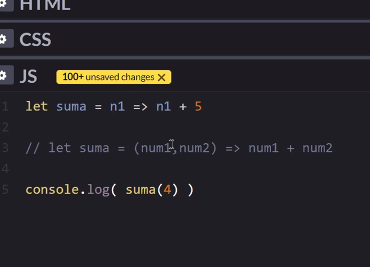 HTML
CSS
JS 100+ unsaved changes ×
1 let suma = n1 => n1 + 5
2
3 // let suma = (num1,num2) => num1 + num2
4
5 console.log( suma(4) )